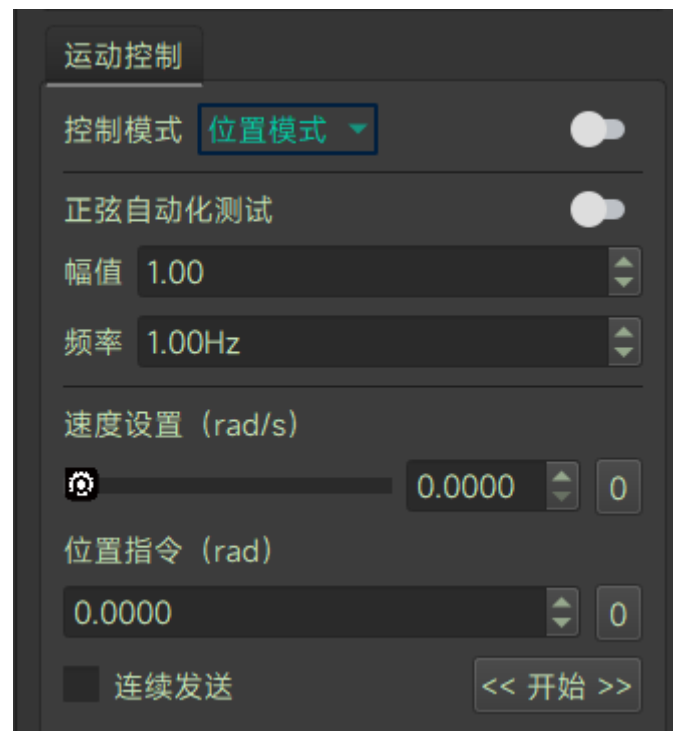 运动控制
控制模式 位置模式
正弦自动化测试
幅值 1.00
频率 1.00Hz
速度设置（rad/s）
0.0000 0
位置指令（rad）
0.0000 0
连续发送 << 开始 >>